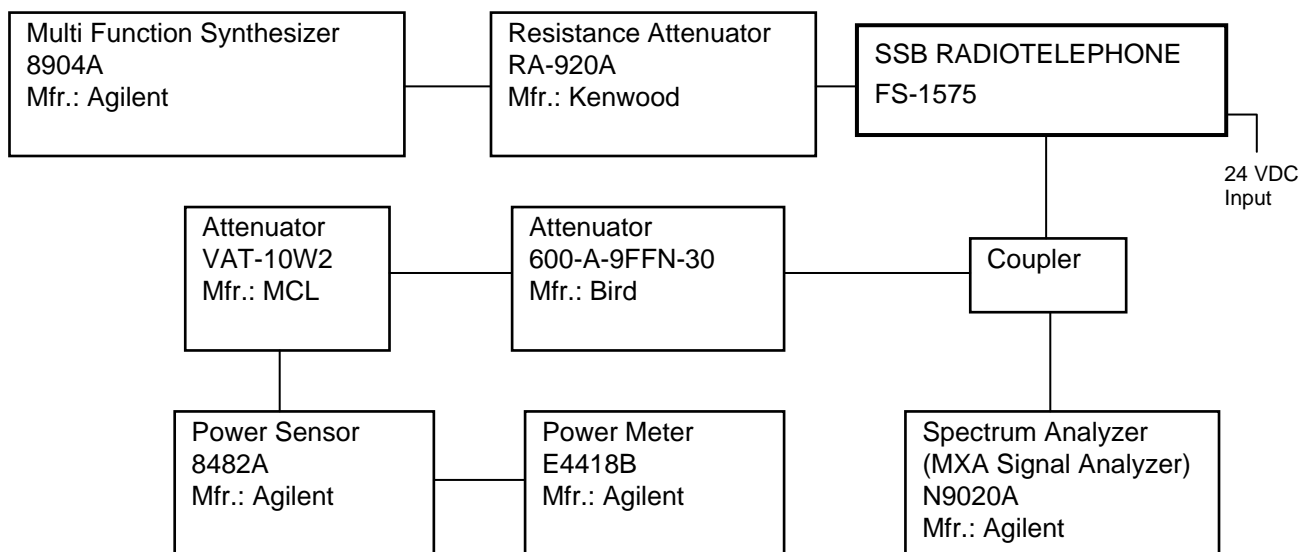 Multi Function Synthesizer
8904A
Mfr.: Agilent
Resistance Attenuator
RA-920A
Mfr.: Kenwood
SSB RADIOTELEPHONE
FS-1575
24 VDC
Input
Attenuator
VAT-10W2
Mfr.: MCL
Attenuator
600-A-9FFN-30
Mfr.: Bird
Coupler
Power Sensor
8482A
Mfr.: Agilent
Power Meter
E4418B
Mfr.: Agilent
Spectrum Analyzer
(MXA Signal Analyzer)
N9020A
Mfr.: Agilent